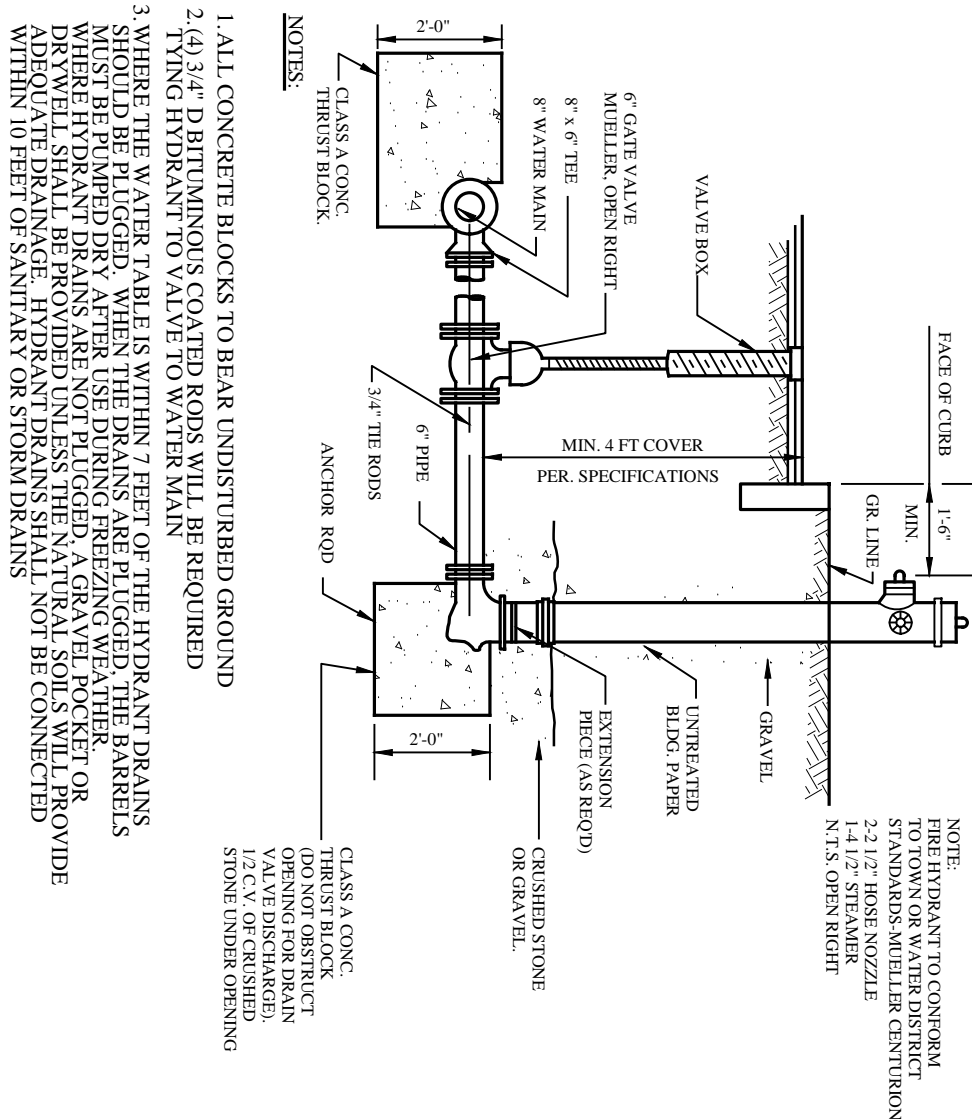 NOTE:
FIRE HYDRANT TO CONFORM
TO TOWN OR WATER DISTRICT
STANDARDS-MUELLER CENTURION
2-2 1/2" HOSE NOZZLE
1-4 1/2" STEAMER
N.T.S. OPEN RIGHT
FACE OF CURB
1'-6"
MIN.
GR. LINE
VALVE BOX
6" GATE VALVE
MUELLER, OPEN RIGHT
8" x 6" TEE
8" WATER MAIN
2'-0"
CLASS A CONC.
THRUST BLOCK.
MIN. 4 FT COVER
PER. SPECIFICATIONS
GRAVEL
UNTREATED
BLDG. PAPER
EXTENSION
PIECE (AS REQ'D)
CRUSHED STONE
OR GRAVEL.
3/4" TIE RODS
6" PIPE
ANCHOR RQD
2'-0"
CLASS A CONC.
THRUST BLOCK
(DO NOT OBSTRUCT
OPENING FOR DRAIN
VALVE DISCHARGE).
1/2 C.V. OF CRUSHED
STONE UNDER OPENING
NOTES:
1. ALL CONCRETE BLOCKS TO BEAR UNDISTURBED GROUND
2. (4) 3/4" D BITUMINOUS COATED RODS WILL BE REQUIRED
TYING HYDRANT TO VALVE TO WATER MAIN
3. WHERE THE WATER TABLE IS WITHIN 7 FEET OF THE HYDRANT DRAINS
SHOULD BE PLUGGED. WHEN THE DRAINS ARE PLUGGED, THE BARRELS
MUST BE PUMPED DRY AFTER USE DURING FREEZING WEATHER.
WHERE HYDRANT DRAINS ARE NOT PLUGGED, A GRAVEL POCKET OR
DRYWELL SHALL BE PROVIDED UNLESS THE NATURAL SOILS WILL PROVIDE
ADEQUATE DRAINAGE. HYDRANT DRAINS SHALL NOT BE CONNECTED
WITHIN 10 FEET OF SANITARY OR STORM DRAINS